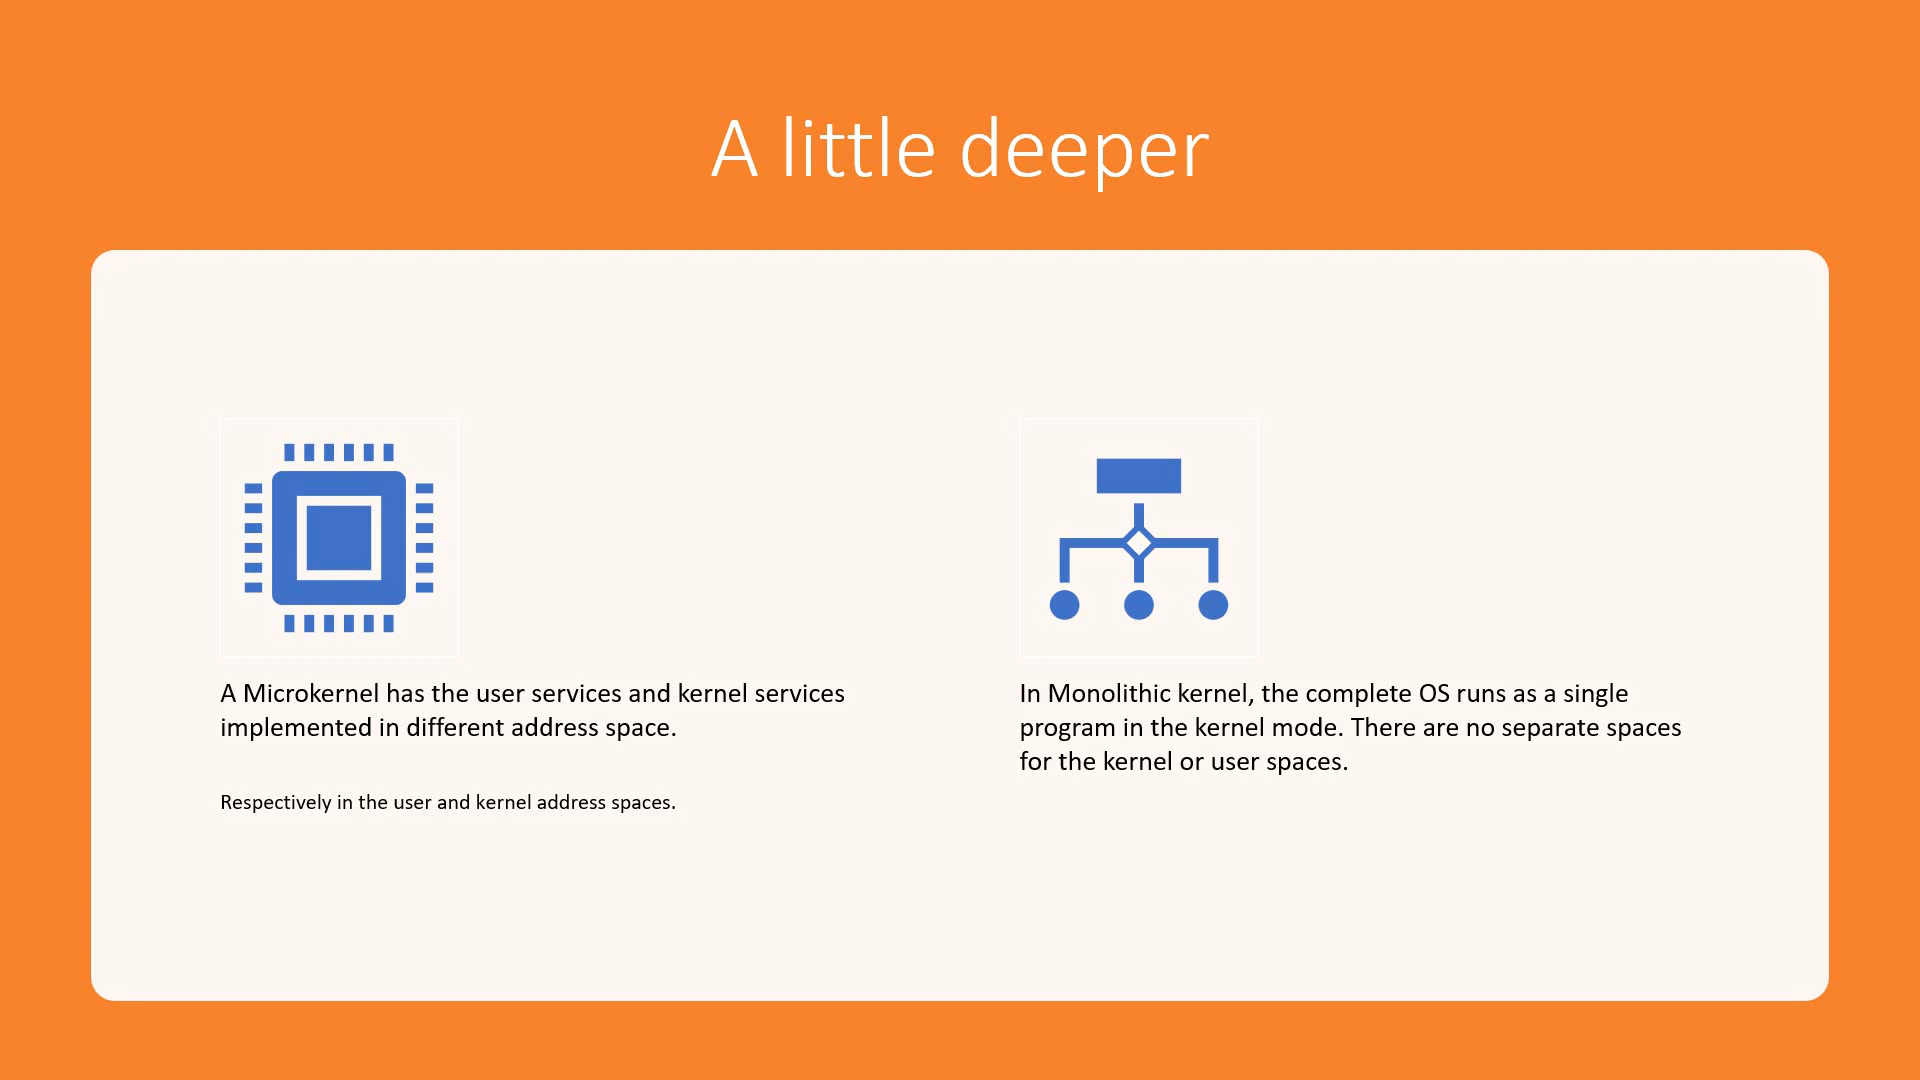 A little deeper
A Microkernel has the user services and kernel services
implemented in different address space.
Respectively in the user and kernel address spaces.
In Monolithic kernel, the complete OS runs as a single
program in the kernel mode. There are no separate spaces
for the kernel or user spaces.